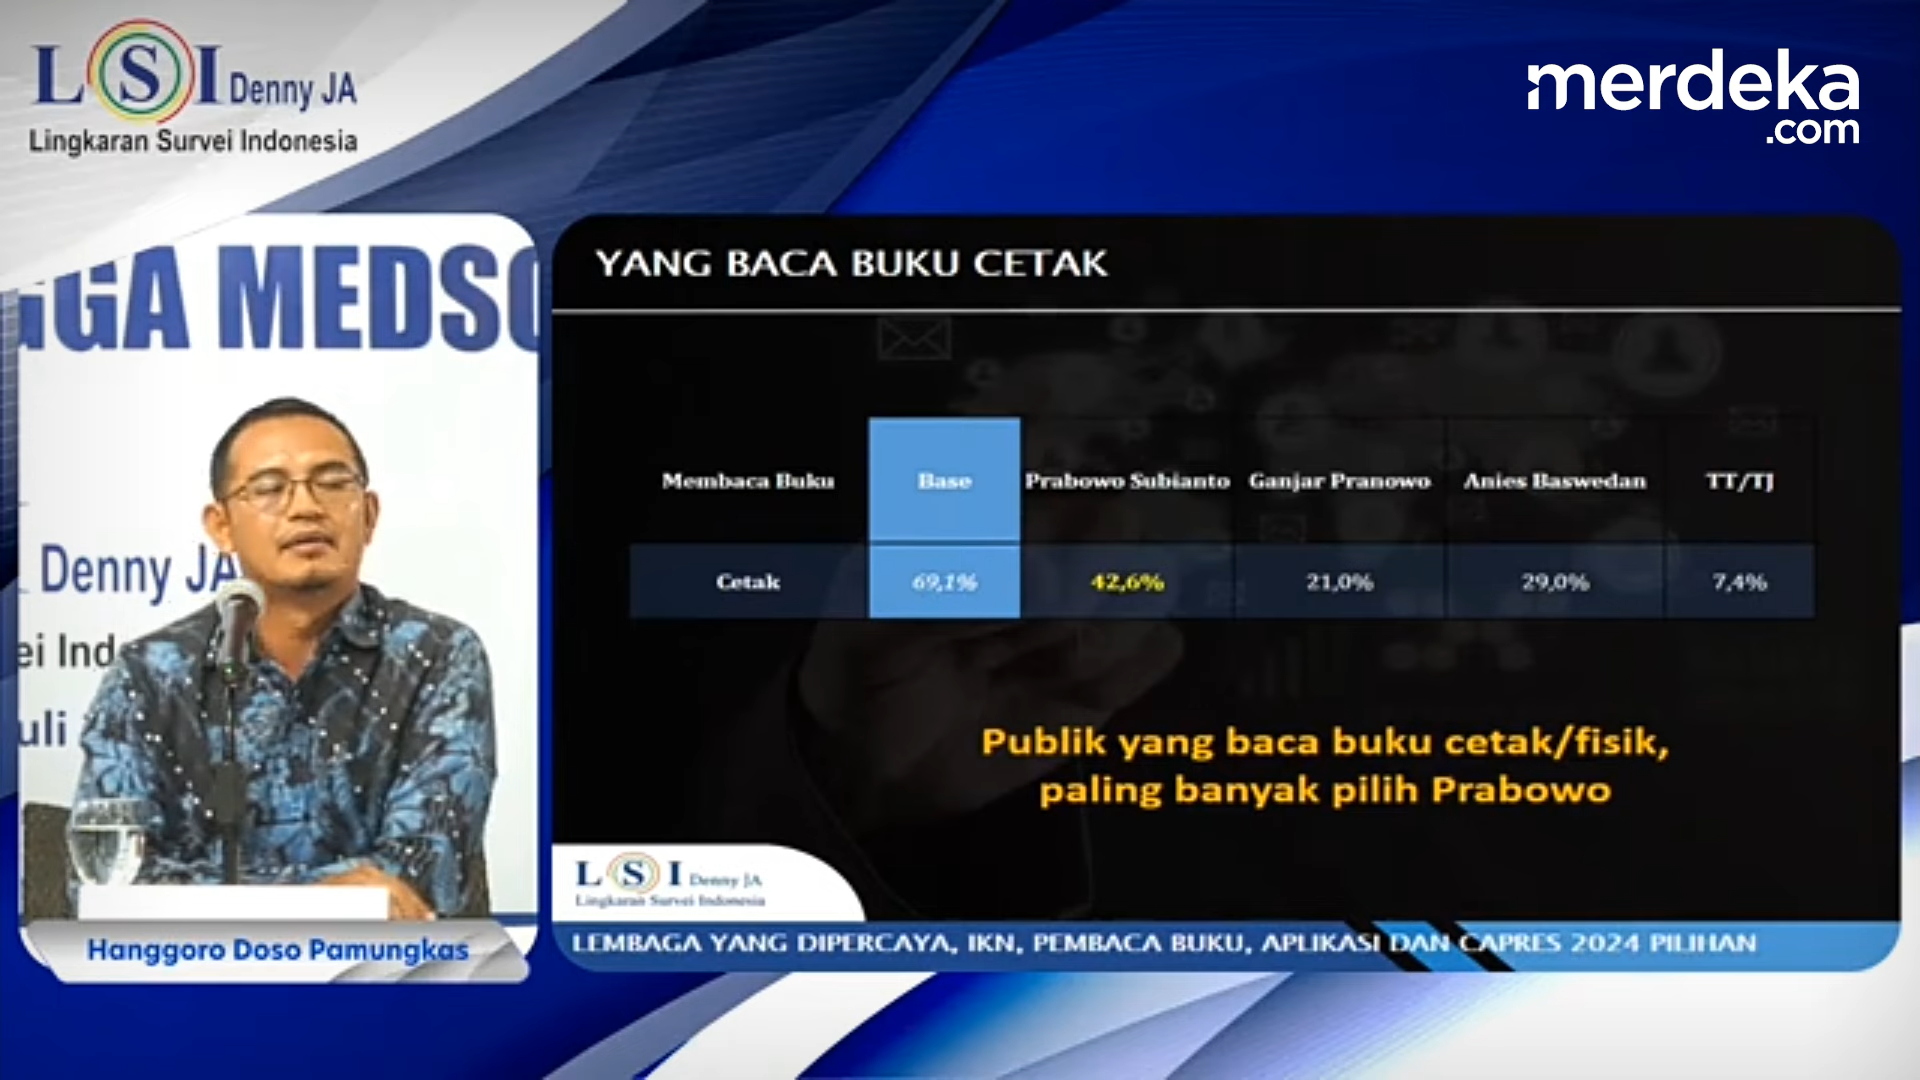 LSI Denny JA
Lingkaran Survei Indonesia
merdeka
.com
GGA MEDSO
Denny JA
ei Ind
uli
Hanggoro Doso Pamungkas
YANG BACA BUKU CETAK
Membaca Buku Base Prabowo Subianto Ganjar Pranowo Anies Baswedan TT/TJ
Cetak 69,1% 42,6% 21,0% 29,0% 7,4%
Publik yang baca buku cetak/fisik,
paling banyak pilih Prabowo
LSI Denny JA
Lingkaran Survei Indonesia
LEMBAGA YANG DIPERCAYA, IKN, PEMBACA BUKU, APLIKASI DAN CAPRES 2024 PILIHAN